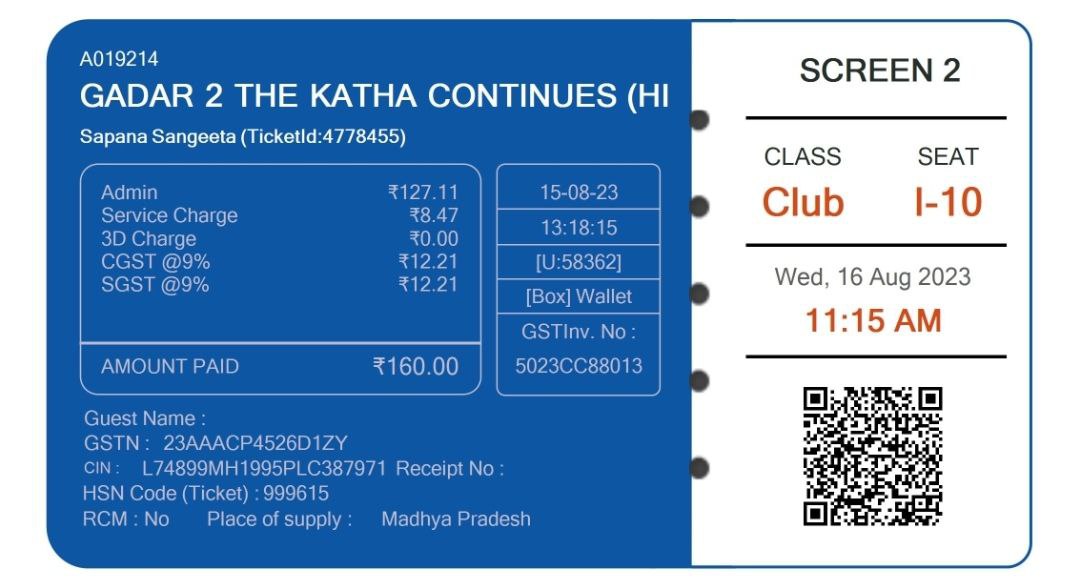 A019214
GADAR 2 THE KATHA CONTINUES (HI
Sapana Sangeeta (TicketId:4778455)
Admin ₹127.11
Service Charge ₹8.47
3D Charge ₹0.00
CGST @9% ₹12.21
SGST @9% ₹12.21
AMOUNT PAID ₹160.00
15-08-23
13:18:15
[U:58362]
[Box] Wallet
GSTInv. No :
5023CC88013
Guest Name :
GSTN : 23AAACP4526D1ZY
CIN : L74899MH1995PLC387971 Receipt No :
HSN Code (Ticket) : 999615
RCM : No Place of supply : Madhya Pradesh
SCREEN 2
CLASS SEAT
Club I-10
Wed, 16 Aug 2023
11:15 AM